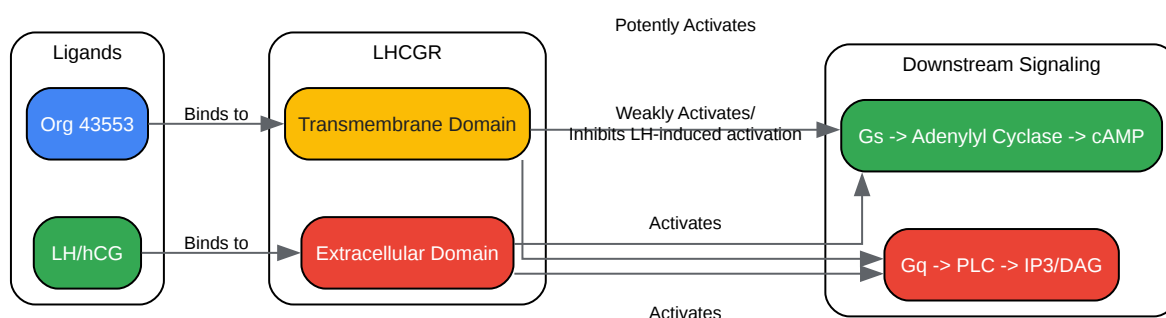 Potently Activates
Ligands
LHCGR
Downstream Signaling
Org 43553
Binds to
Transmembrane Domain
Weakly Activates/
Inhibits LH-induced activation
Gs -> Adenylyl Cyclase -> cAMP
LH/hCG
Binds to
Extracellular Domain
Activates
Gq -> PLC -> IP3/DAG
Activates